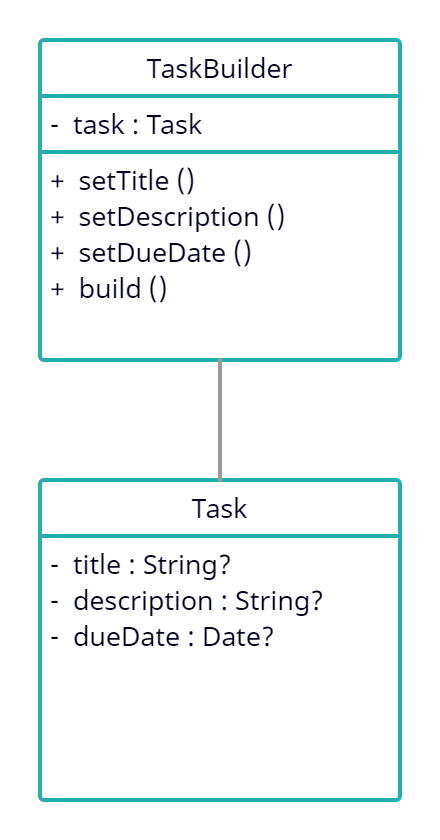 TaskBuilder
- task : Task
+ setTitle ()
+ setDescription ()
+ setDueDate ()
+ build ()
Task
- title : String?
- description : String?
- dueDate : Date?